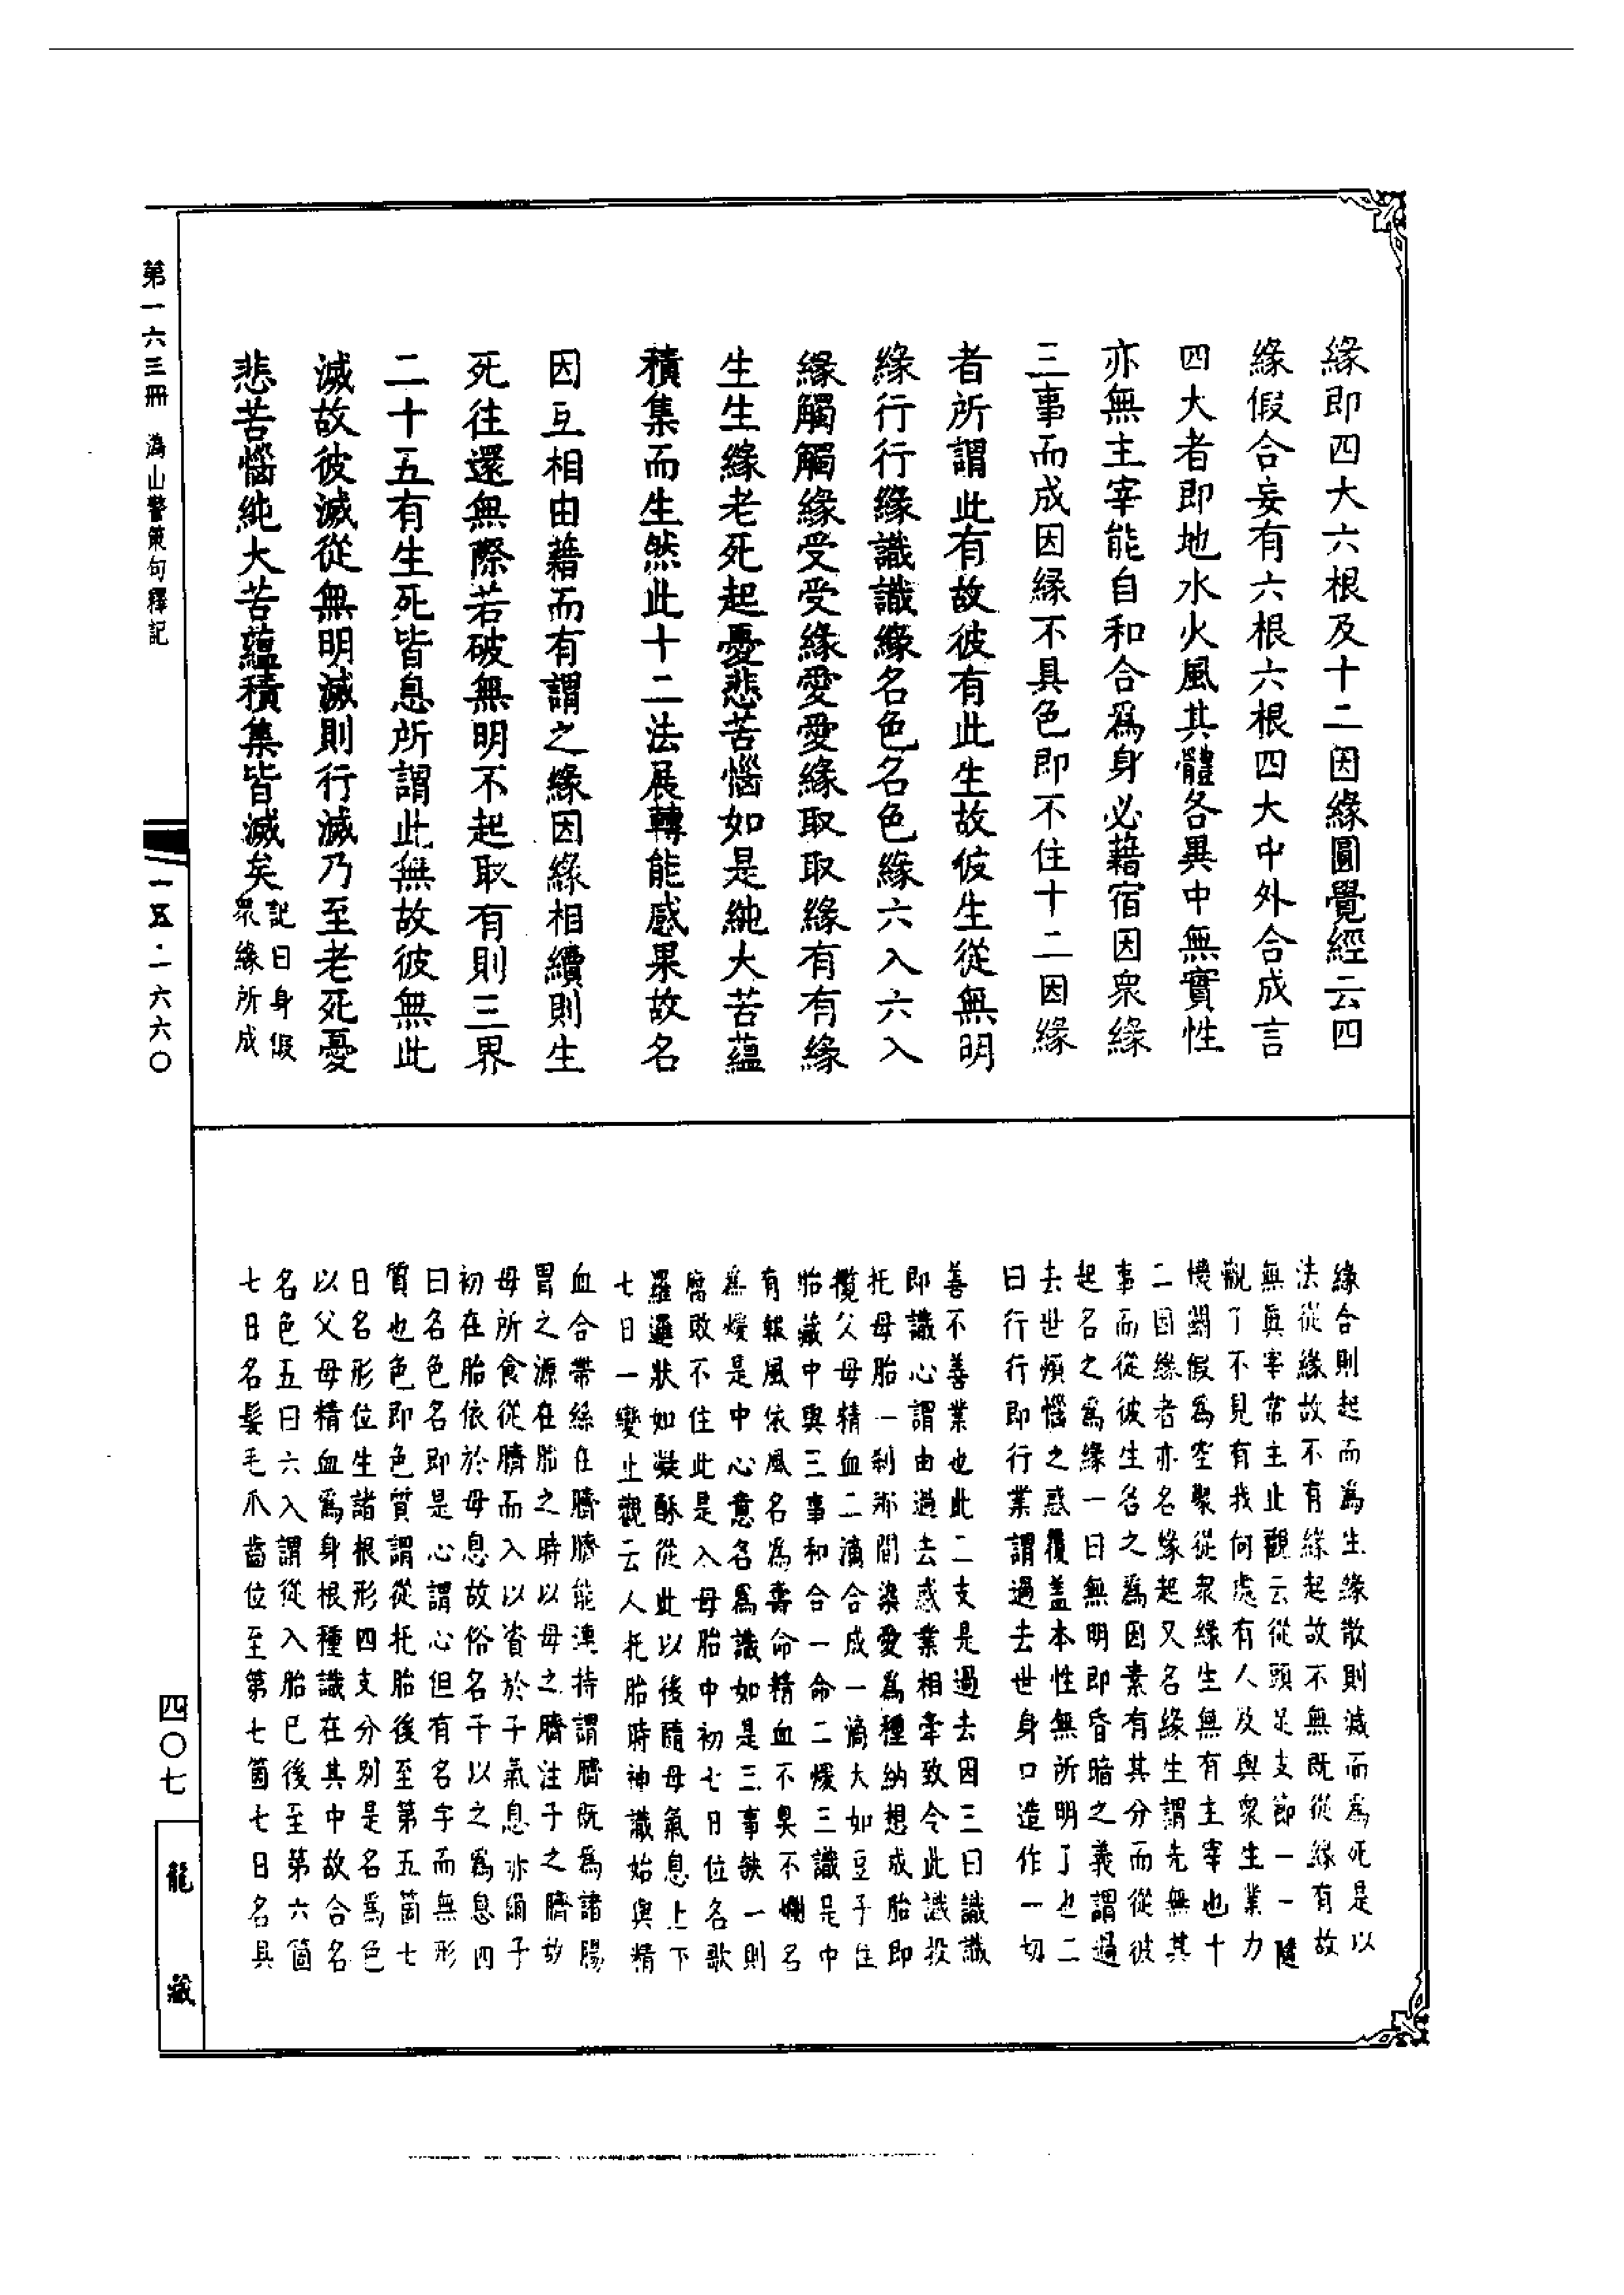 緣即四大六根及十二因緣圓覺經云四
緣假合妄有六根六根四大中外合成言
四大者即地水火風其體各異中無實性
亦無主宰能自和合爲身必藉宿因衆緣
三事而成因緣不具色即不住十二因緣
者所謂此有故彼有此生故彼生從無明
緣行行緣識識緣名色名色緣六入六入
緣觸觸緣受受緣愛愛緣取取緣有有緣
生生緣老死起憂悲苦惱如是純大苦蘊
積集而生然此十二法展轉能感果故名
因互相由藉而有謂之緣因緣相續則生
死往還無際若破無明不起取有則三界
二十五有生死皆息所謂此無故彼無此
滅故彼滅從無明滅則行滅乃至老死憂
悲苦惱純大苦蘊積集皆滅矣
記曰身假
衆緣所成
緣合則起而爲生緣散則滅而爲死是以
法從緣故不有緣起故不無既從緣有故
無真宰常主止觀云從頭足支節一一隨
觀了不見有我何處有人及與衆生業力
機關假爲空聚從衆緣生無有主宰也十
二因緣者亦名緣起又名緣生謂先無其
事而從彼生名之爲因素有其分而從彼
起名之爲緣一曰無明即昏暗之義謂過
去世煩惱之惑覆蓋本性無所明了也二
曰行行即行業謂過去世身口造作一切
善不善業也此二支是過去因三曰識識
即識心謂由過去惑業相牽致令此識投
托母胎一刹那間染愛爲種納想成胎即
攬父母精血二滴合成一滴大如豆子住
胎藏中與三事和合一命二煖三識是中
有報風依風名爲壽命精血不臭不爛名
爲煖是中心意名爲識如是三事缺一則
腐敗不住此是入母胎中初七日位名歌
羅邏狀如凝酥從此以後隨母氣息上下
七日一變止觀云人托胎時神識始與精
血合帶絲在臍臍能連持謂臍既爲諸腸
胃之源在胎之時以母之臍注子之臍故
母所食從臍而入以資於子氣息亦通子
初在胎依於母息故俗名子以之爲息四
曰名色名即是心謂心但有名字而無形
質也色即色質謂從托胎後至第五箇七
日名形位生諸根形四支分別是名爲色
以父母精血爲身根種識在其中故合名
名色五曰六入謂從入胎已後至第六箇
七日名髮毛爪齒位至第七箇七日名具
第一六三冊 溈山警策句釋記
一五·二六六〇
四〇七
龍藏